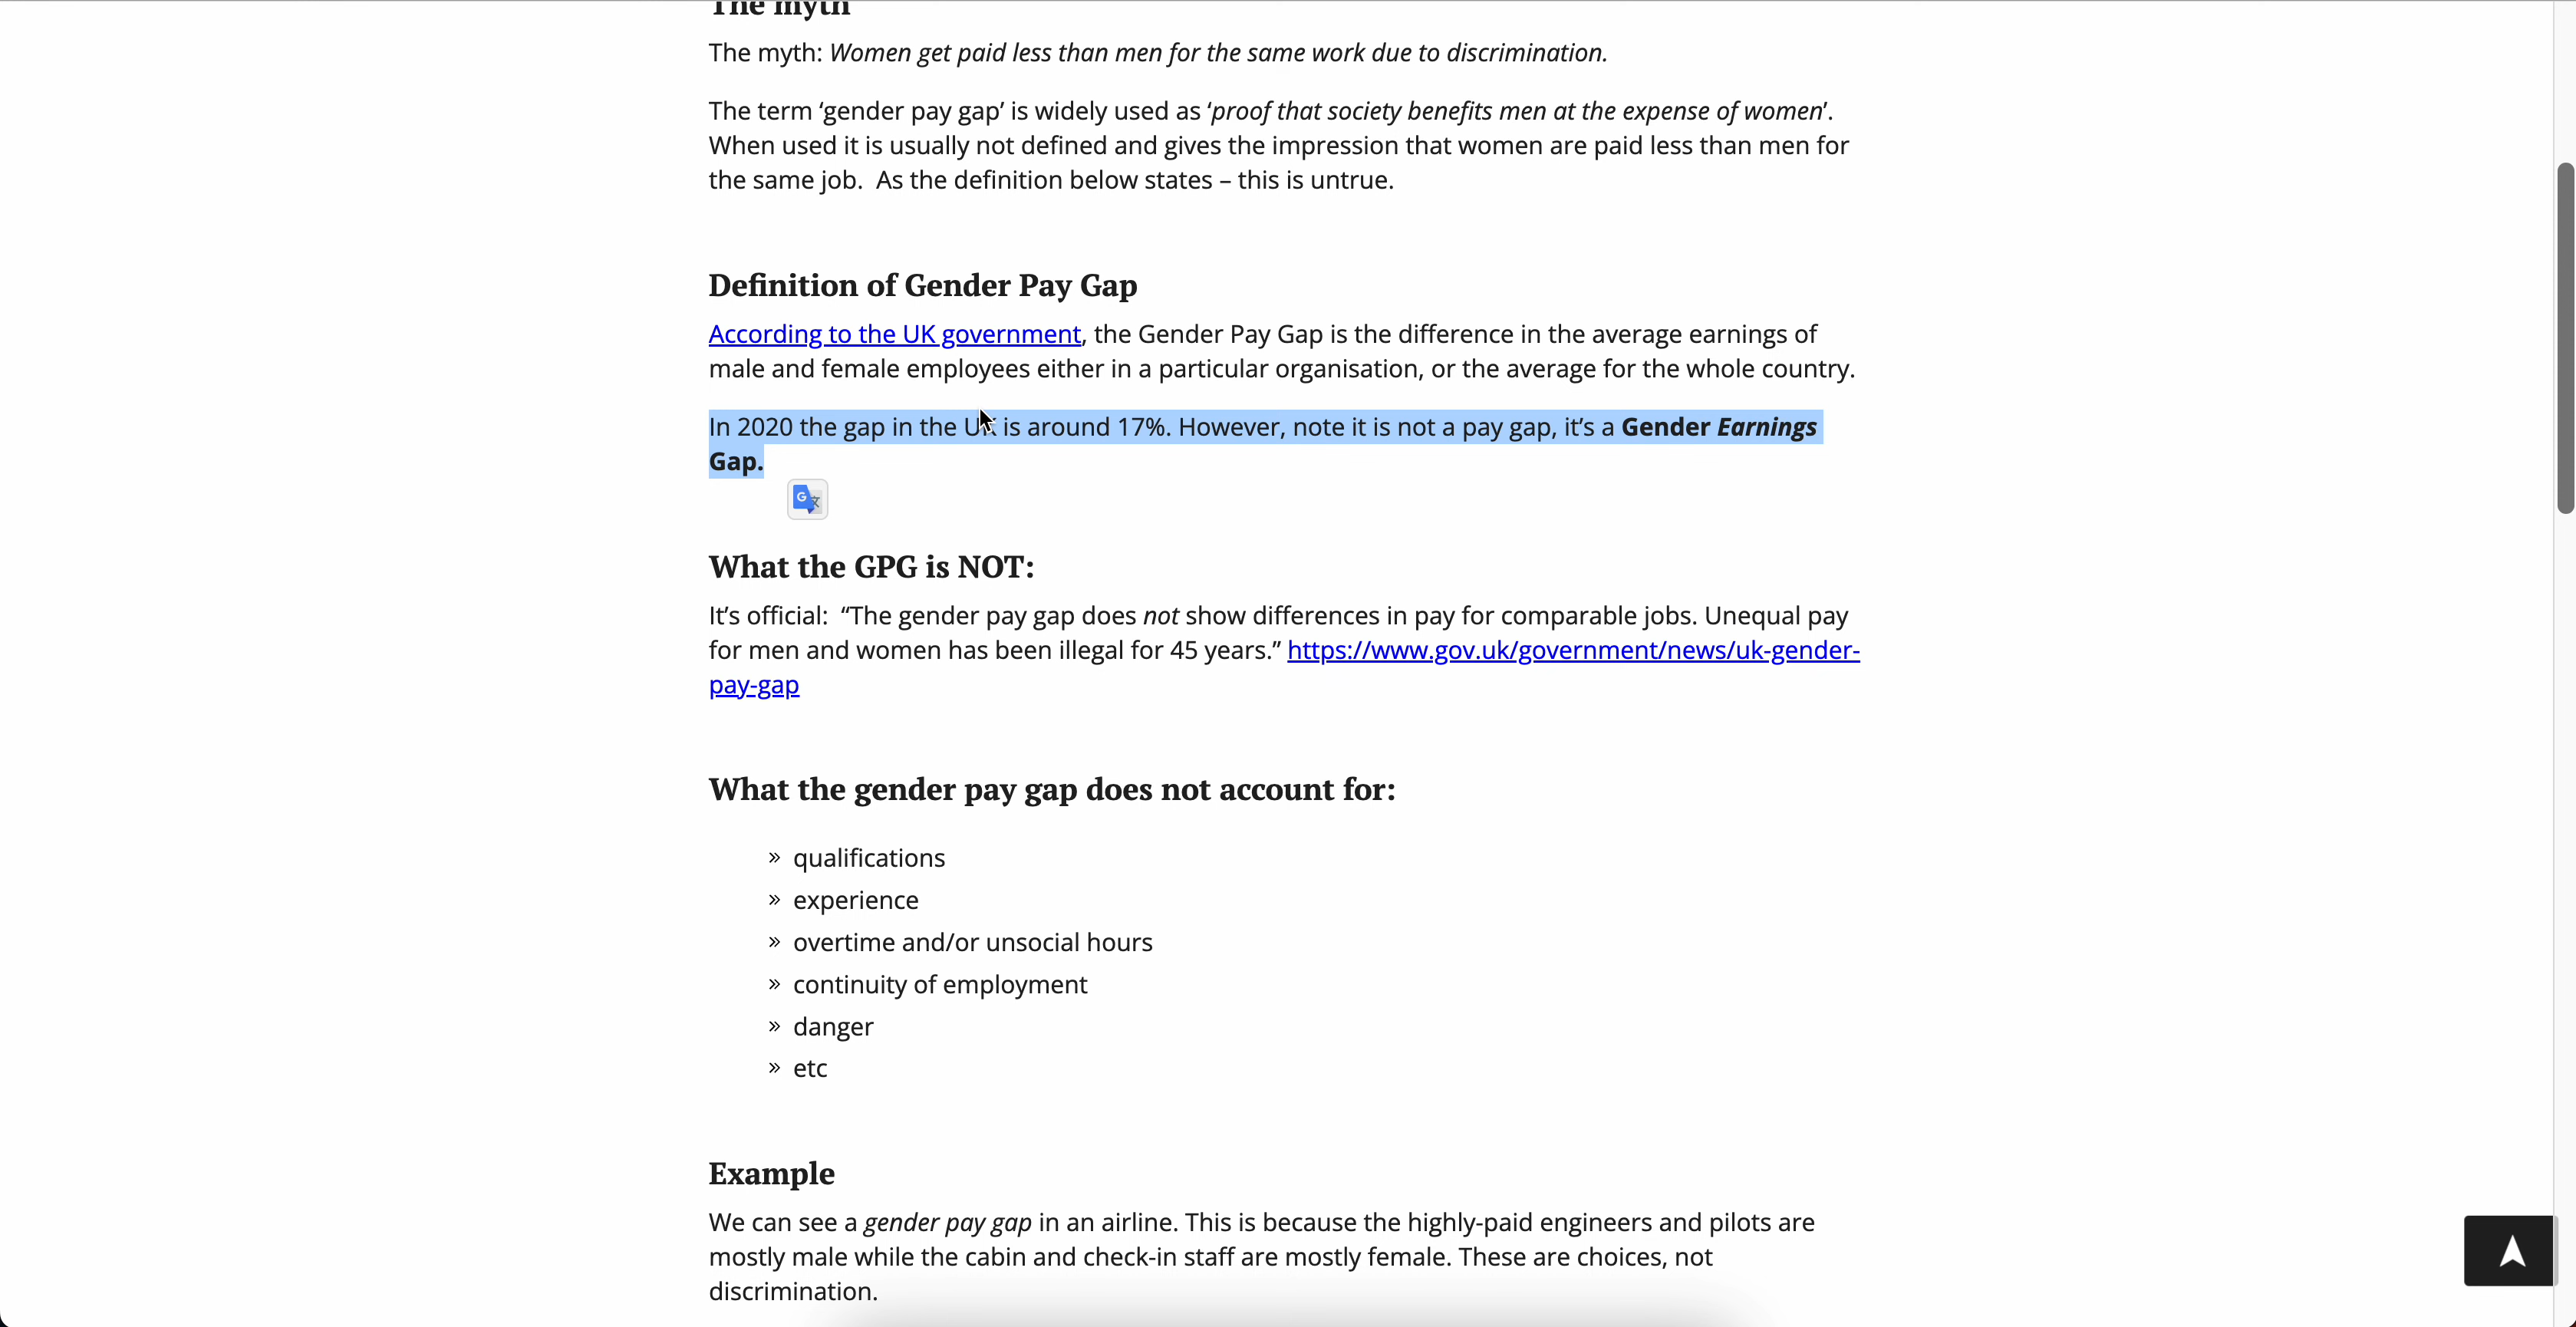 The myth
The myth: Women get paid less than men for the same work due to discrimination.
The term ‘gender pay gap’ is widely used as ‘proof that society benefits men at the expense of women’.
When used it is usually not defined and gives the impression that women are paid less than men for
the same job.  As the definition below states – this is untrue.
Definition of Gender Pay Gap
According to the UK government, the Gender Pay Gap is the difference in the average earnings of
male and female employees either in a particular organisation, or the average for the whole country.
In 2020 the gap in the UK is around 17%. However, note it is not a pay gap, it’s a Gender Earnings
Gap.
What the GPG is NOT:
It’s official:  “The gender pay gap does not show differences in pay for comparable jobs. Unequal pay
for men and women has been illegal for 45 years.” https://www.gov.uk/government/news/uk-gender-
pay-gap
What the gender pay gap does not account for:
» qualifications
» experience
» overtime and/or unsocial hours
» continuity of employment
» danger
» etc
Example
We can see a gender pay gap in an airline. This is because the highly-paid engineers and pilots are
mostly male while the cabin and check-in staff are mostly female. These are choices, not
discrimination.